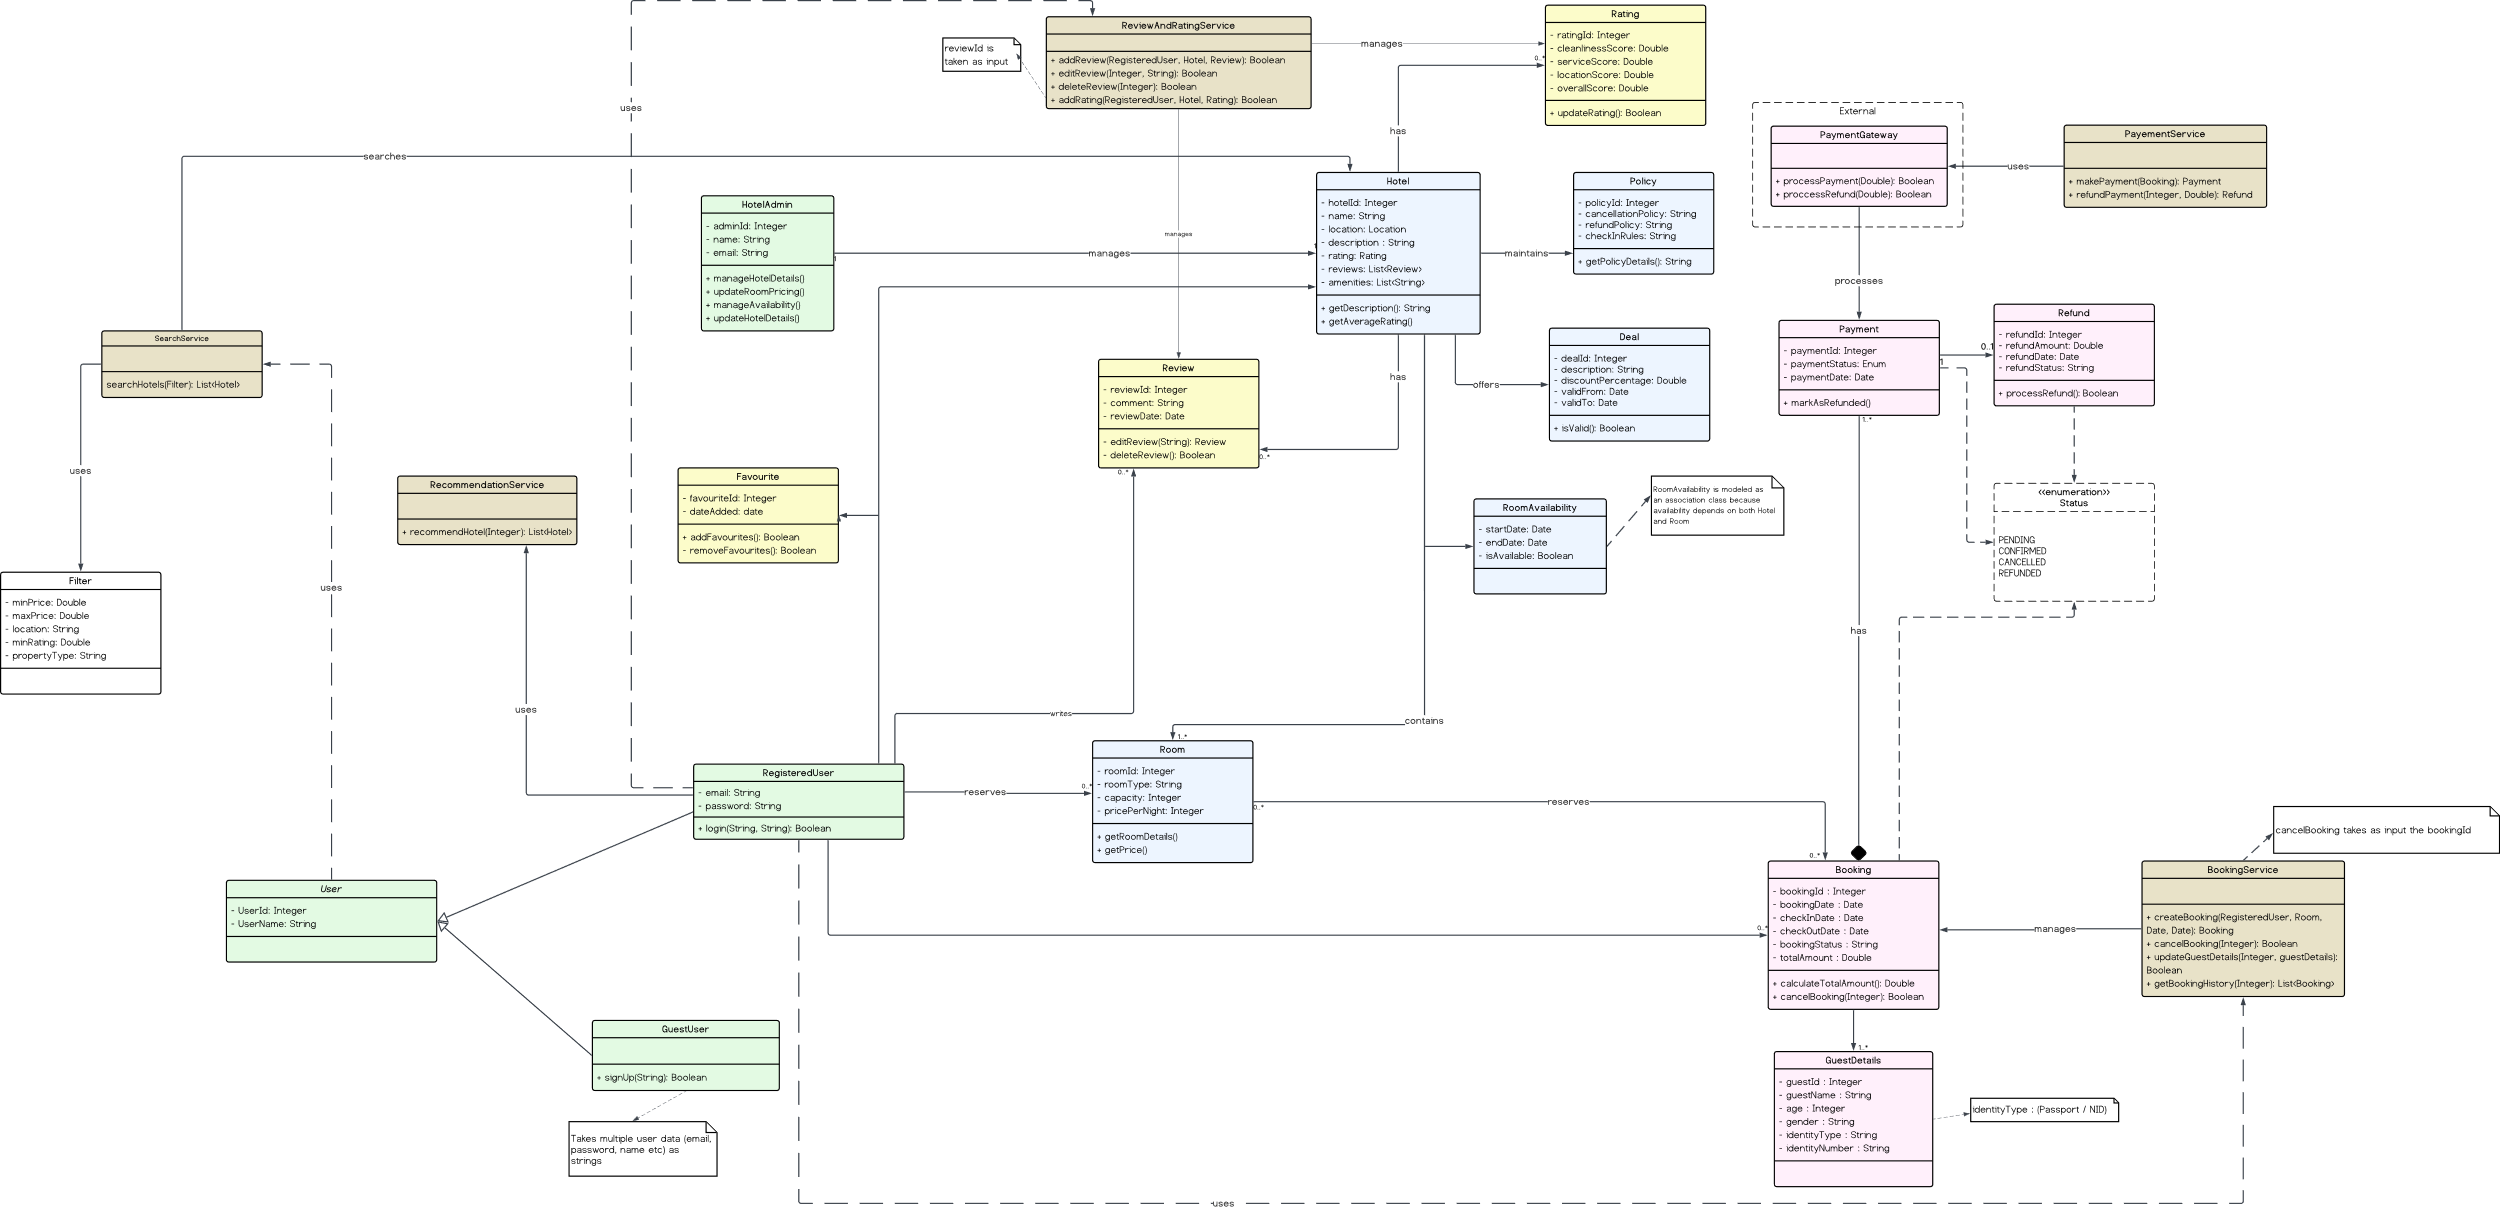 ReviewAndRatingService
+ addReview(RegisteredUser, Hotel, Review): Boolean
+ editReview(Integer, String): Boolean
+ deleteReview(Integer): Boolean
+ addRating(RegisteredUser, Hotel, Rating): Boolean
reviewId is
taken as input
manages
Rating
- ratingId: Integer
- cleanlinessScore: Double
- serviceScore: Double
- locationScore: Double
- overallScore: Double
+ updateRating(): Boolean
0..*
has
uses
searches
External
PaymentGateway
+ processPayment(Double): Boolean
+ proccessRefund(Double): Boolean
uses
PayementService
+ makePayment(Booking): Payment
+ refundPayment(Integer, Double): Refund
HotelAdmin
- adminId: Integer
- name: String
- email: String
+ manageHotelDetails()
+ updateRoomPricing()
+ manageAvailability()
+ updateHotelDetails()
1
manages
1
manages
Hotel
- hotelId: Integer
- name: String
- location: Location
- description : String
- rating: Rating
- reviews: List<Review>
- amenities: List<String>
+ getDescription(): String
+ getAverageRating()
maintains
Policy
- policyId: Integer
- cancellationPolicy: String
- refundPolicy: String
- checkInRules: String
+ getPolicyDetails(): String
processes
Payment
- paymentId: Integer
- paymentStatus: Enum
- paymentDate: Date
+ markAsRefunded()
1
0..1
1..*
Refund
- refundId: Integer
- refundAmount: Double
- refundDate: Date
- refundStatus: String
+ processRefund(): Boolean
SearchService
searchHotels(Filter): List<Hotel>
uses
Deal
- dealId: Integer
- description: String
- discountPercentage: Double
- validFrom: Date
- validTo: Date
+ isValid(): Boolean
offers
has
Review
- reviewId: Integer
- comment: String
- reviewDate: Date
- editReview(String): Review
- deleteReview(): Boolean
0..*
0..*
Favourite
- favouriteId: Integer
- dateAdded: date
+ addFavourites(): Boolean
- removeFavourites(): Boolean
RecommendationService
+ recommendHotel(Integer): List<Hotel>
RoomAvailability
- startDate: Date
- endDate: Date
- isAvailable: Boolean
RoomAvailability is modeled as
an association class because
availability depends on both Hotel
and Room
<<enumeration>>
Status
PENDING
CONFIRMED
CANCELLED
REFUNDED
Filter
- minPrice: Double
- maxPrice: Double
- location: String
- minRating: Double
- propertyType: String
uses
uses
has
writes
contains
1..*
Room
- roomId: Integer
- roomType: String
- capacity: Integer
- pricePerNight: Integer
+ getRoomDetails()
+ getPrice()
RegisteredUser
- email: String
- password: String
+ login(String, String): Boolean
reserves
0..*
0..*
reserves
0..*
cancelBooking takes as input the bookingId
User
- UserId: Integer
- UserName: String
0..*
Booking
- bookingId : Integer
- bookingDate : Date
- checkInDate : Date
- checkOutDate : Date
- bookingStatus : String
- totalAmount : Double
+ calculateTotalAmount(): Double
+ cancelBooking(Integer): Boolean
manages
BookingService
+ createBooking(RegisteredUser, Room,
Date, Date): Booking
+ cancelBooking(Integer): Boolean
+ updateGuestDetails(Integer, guestDetails):
Boolean
+ getBookingHistory(Integer): List<Booking>
GuestUser
+ signUp(String): Boolean
Takes multiple user data (email,
password, name etc) as
strings
1..*
GuestDetails
- guestId : Integer
- guestName : String
- age : Integer
- gender : String
- identityType : String
- identityNumber : String
identityType : (Passport / NID)
uses